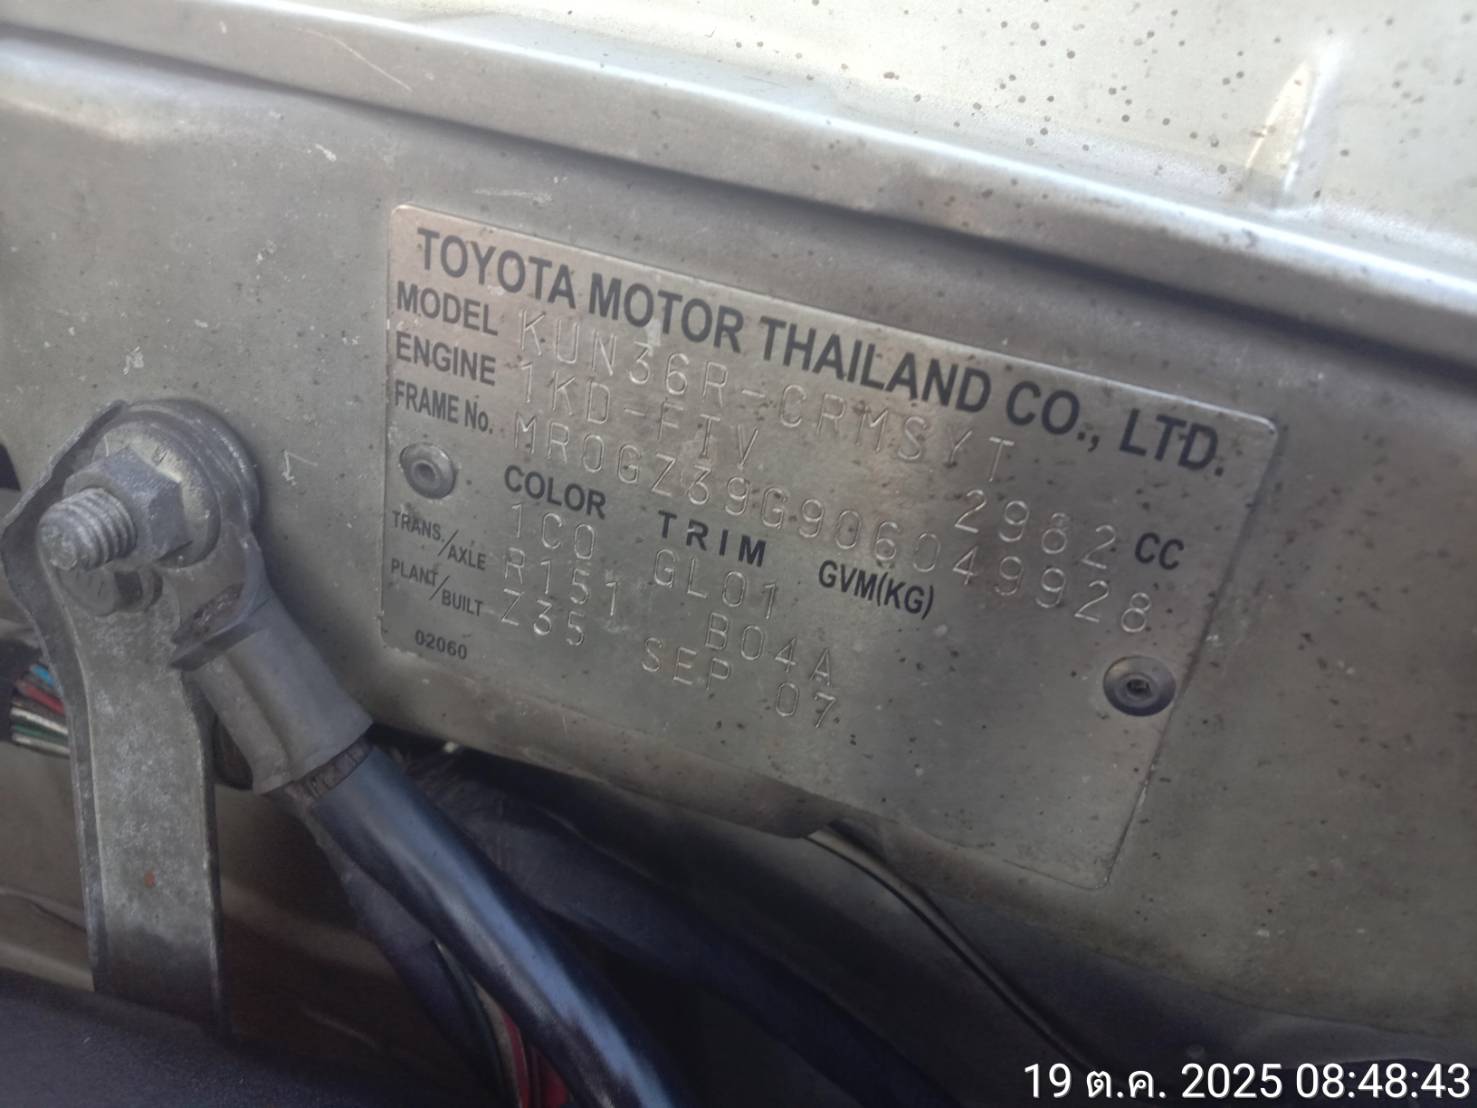 TOYOTA MOTOR THAILAND CO., LTD.
MODEL KUN36R-CRMSYT
ENGINE 1KD-FTV 2982 CC
FRAME No. MR0GZ39G906049928
COLOR TRIM GVM(KG)
1C0 GL01
TRANS./AXLE R151 B04A
PLANT/BUILT Z35 SEP 07
02060
19 ต.ค. 2025 08:48:43